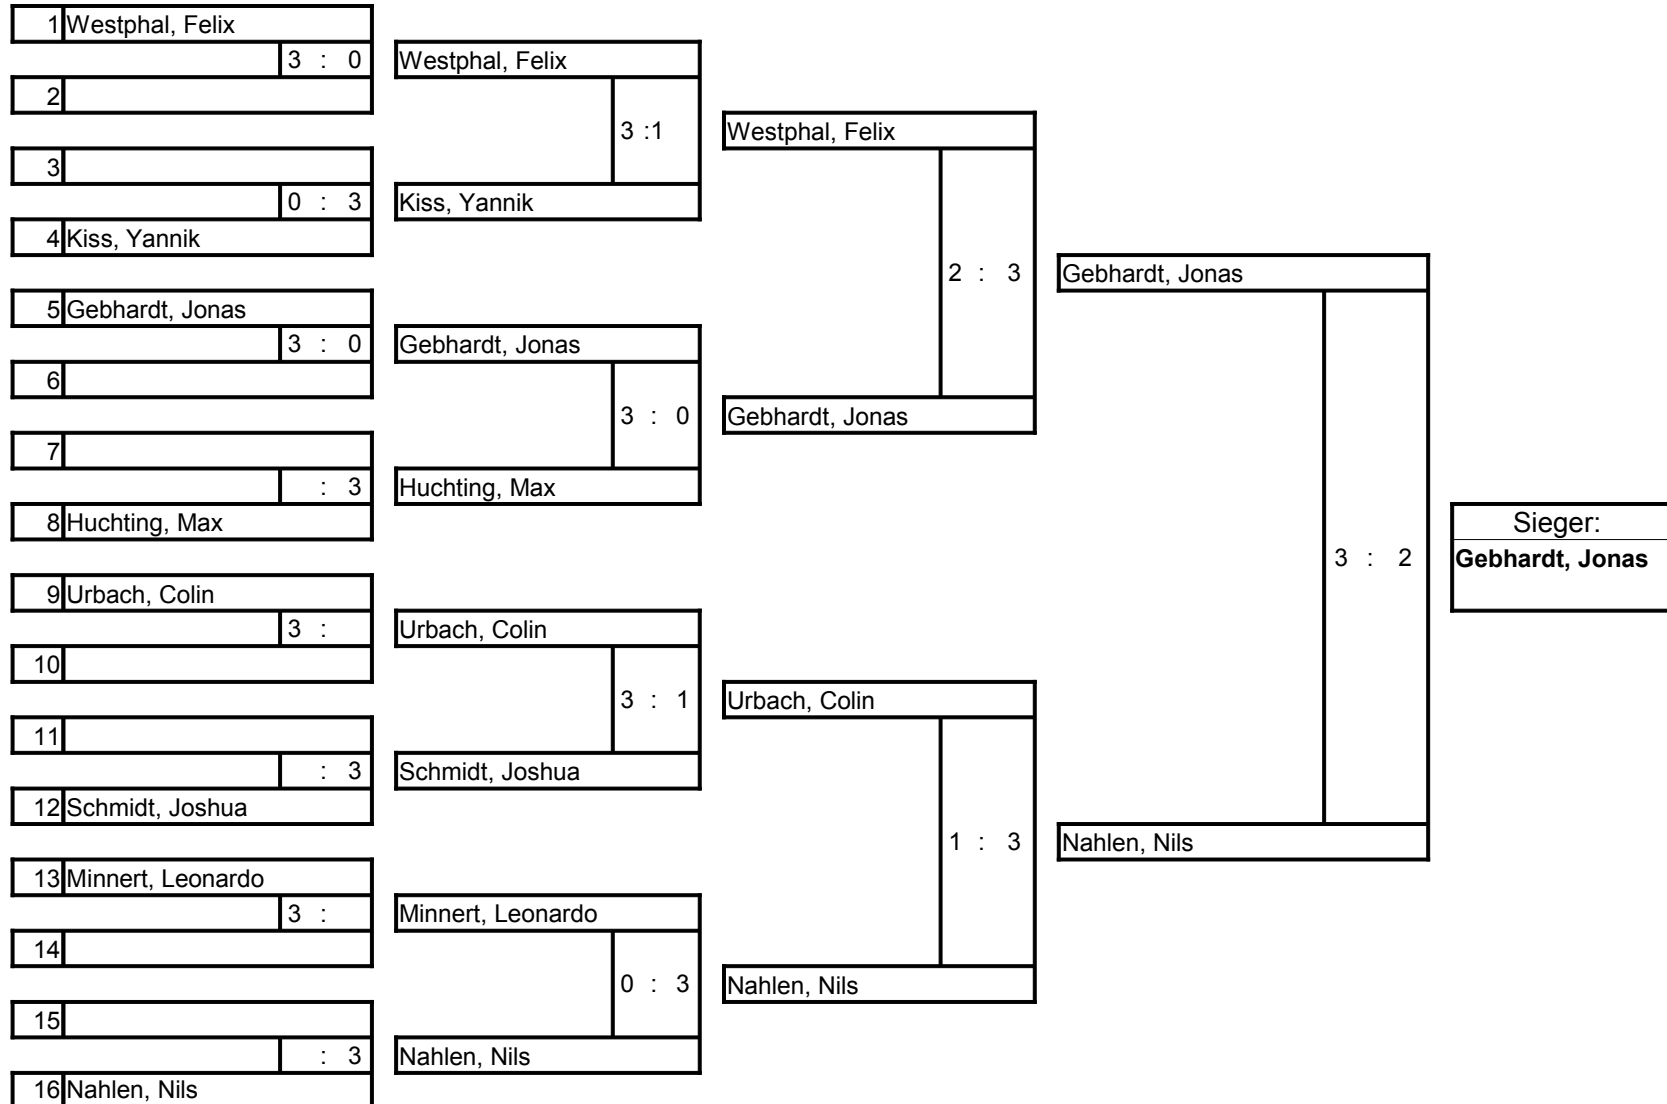 1 Westphal, Felix
3 : 0 Westphal, Felix
2
3 :1 Westphal, Felix
3
0 : 3 Kiss, Yannik
4 Kiss, Yannik
2 : 3 Gebhardt, Jonas
5 Gebhardt, Jonas
3 : 0 Gebhardt, Jonas
6
3 : 0 Gebhardt, Jonas
7
: 3 Huchting, Max
8 Huchting, Max Sieger:
3 : 2 Gebhardt, Jonas
9 Urbach, Colin
3 : Urbach, Colin
10
3 : 1 Urbach, Colin
11
: 3 Schmidt, Joshua
12 Schmidt, Joshua
1 : 3 Nahlen, Nils
13 Minnert, Leonardo
3 : Minnert, Leonardo
14
0 : 3 Nahlen, Nils
15
: 3 Nahlen, Nils
16 Nahlen, Nils